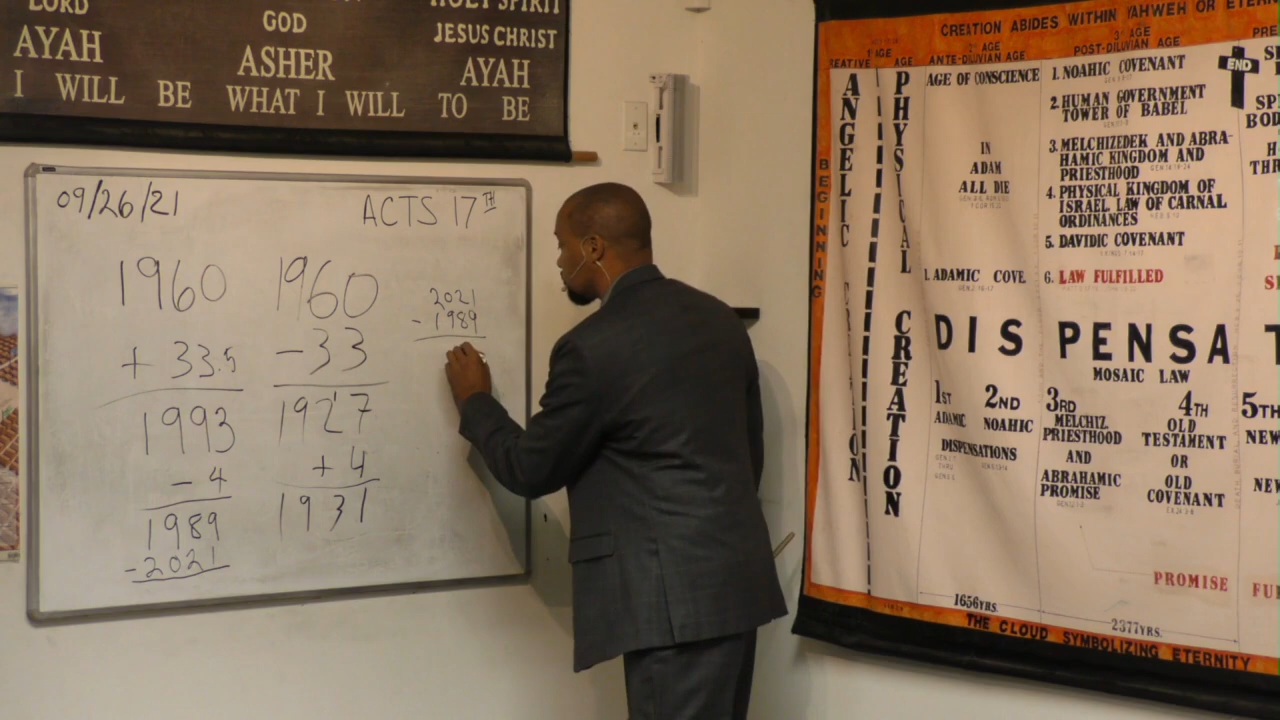 LORD
HOLY SPIRIT
GOD
JESUS CHRIST
AYAH
ASHER
AYAH
I WILL BE WHAT I WILL TO BE
09/26/21
ACTS 17TH
1960
+ 33.5
1993
- 4
1989
- 2021
1960
- 33
1927
+ 4
1931
2021
- 1989
CREATION ABIDES WITHIN YAHWEH OR
1ST AGE
AGE
ANTE-DILUVIAN AGE
3RD AGE
POST-DILUVIAN AGE
BEGINNING
ANGELIC
PHYSICAL CREATION
AGE OF CONSCIENCE
IN
ADAM
ALL DIE
1. ADAMIC COVE.
1. NOAHIC COVENANT
2. HUMAN GOVERNMENT
TOWER OF BABEL
3. MELCHIZEDEK AND ABRA-
HAMIC KINGDOM AND
PRIESTHOOD
4. PHYSICAL KINGDOM OF
ISRAEL LAW OF CARNAL
ORDINANCES
5. DAVIDIC COVENANT
6. LAW FULFILLED
END
DISPENSAT
MOSAIC LAW
1ST
ADAMIC
2ND
NOAHIC
DISPENSATIONS
3RD
MELCHIZ.
PRIESTHOOD
AND
ABRAHAMIC
PROMISE
4TH
OLD
TESTAMENT
OR
OLD
COVENANT
5TH
NEW
PROMISE
1656YRS.
2377YRS.
THE CLOUD SYMBOLIZING ETERNITY